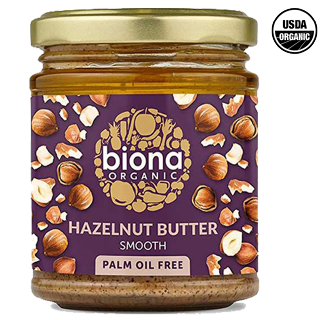 USDA
ORGANIC
biona
ORGANIC
HAZELNUT BUTTER
SMOOTH
PALM OIL FREE